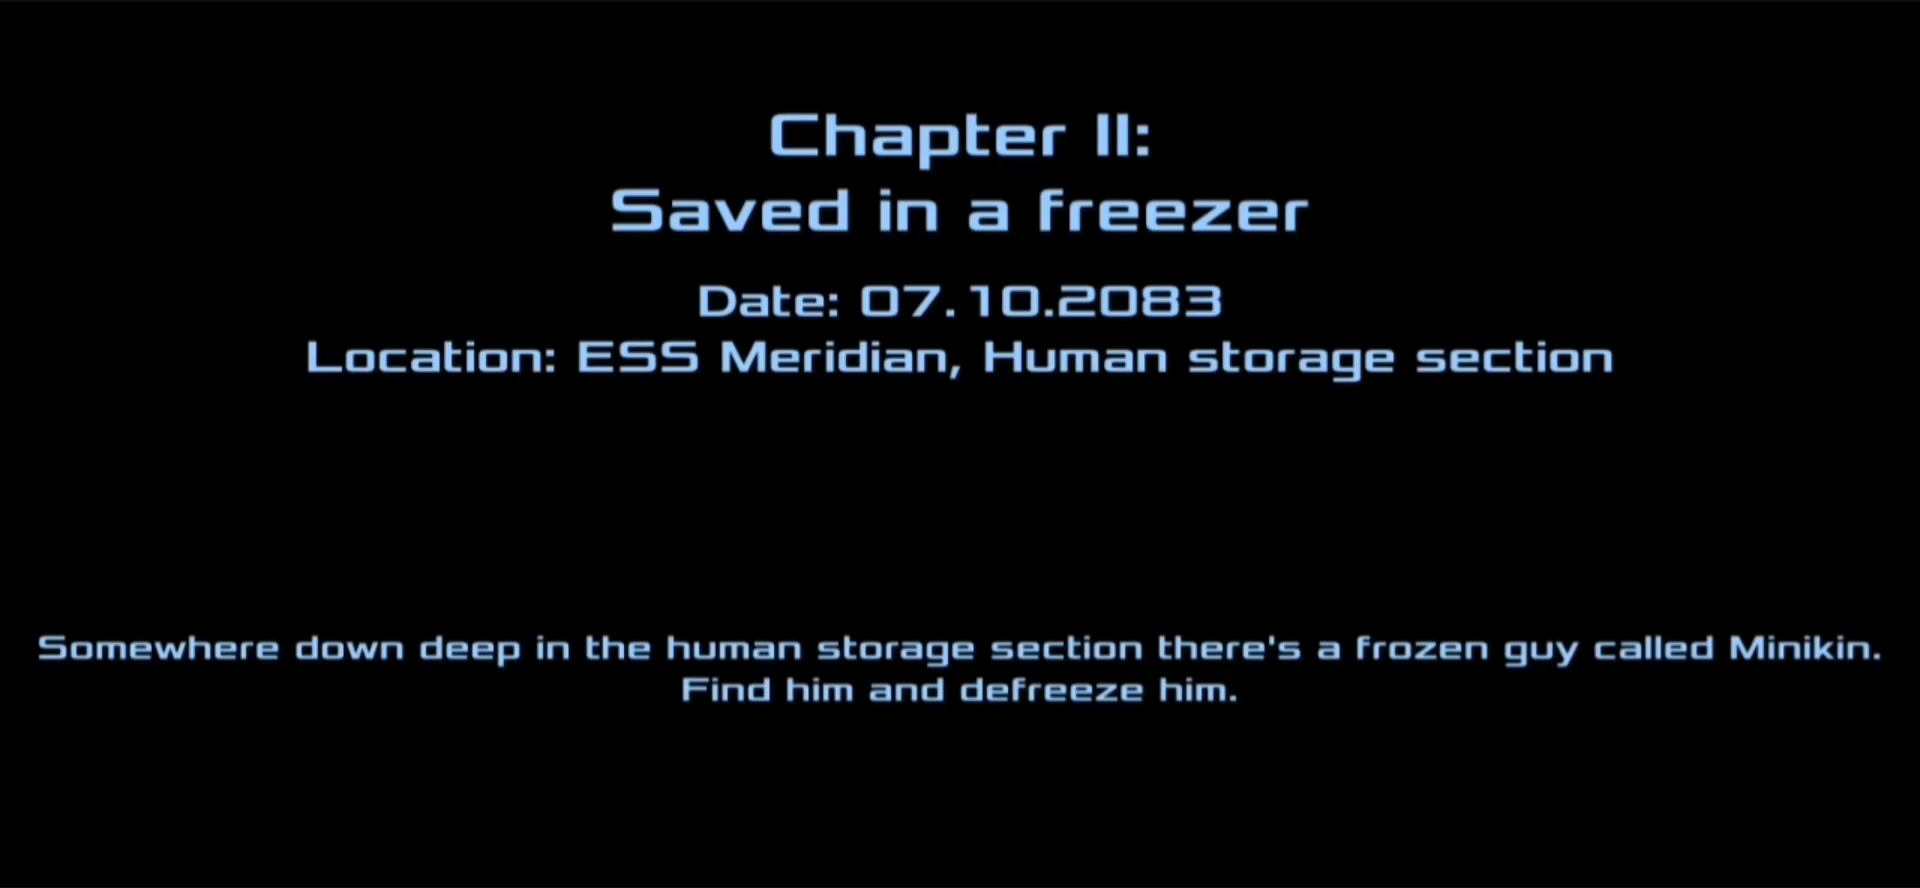 Chapter II:
Saved in a freezer
Date: 07.10.2083
Location: ESS Meridian, Human storage section
Somewhere down deep in the human storage section there's a frozen guy called Minikin.
Find him and defreeze him.